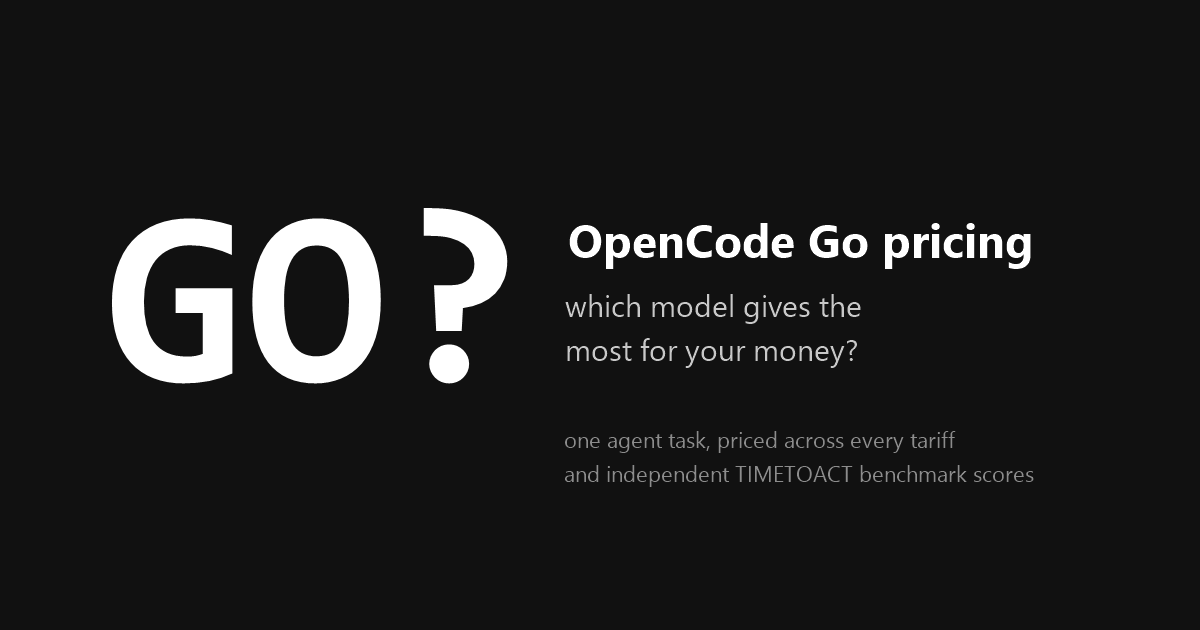 GO?
OpenCode Go pricing
which model gives the
most for your money?
one agent task, priced across every tariff
and independent TIMETOACT benchmark scores